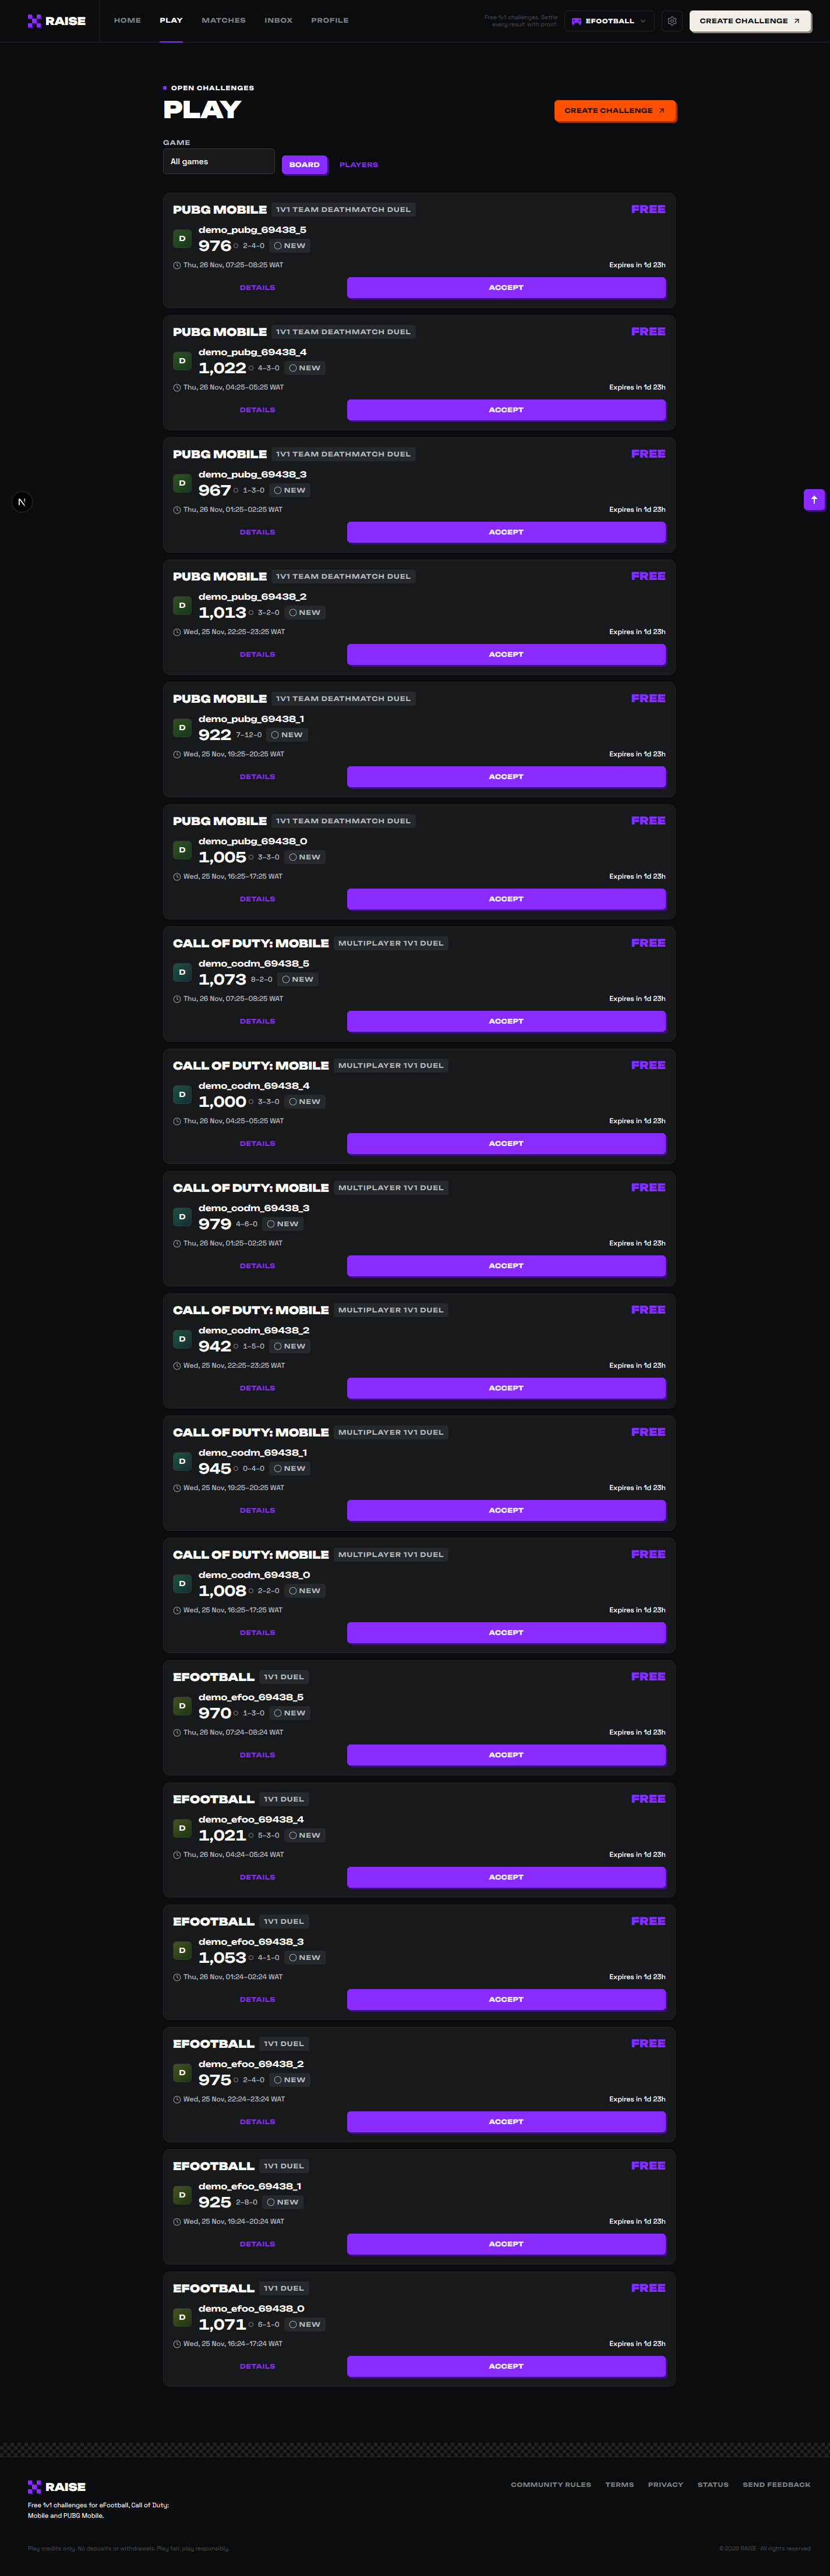 RAISE
HOME PLAY MATCHES INBOX PROFILE
Free 1v1 challenges. Settle every result with proof.
EFOOTBALL
CREATE CHALLENGE
OPEN CHALLENGES
PLAY
CREATE CHALLENGE
GAME
All games
BOARD PLAYERS
PUBG MOBILE 1V1 TEAM DEATHMATCH DUEL FREE
D
demo_pubg_69438_5
976 2–4–0 NEW
Thu, 26 Nov, 07:25–08:25 WAT Expires in 1d 23h
DETAILS ACCEPT
PUBG MOBILE 1V1 TEAM DEATHMATCH DUEL FREE
D
demo_pubg_69438_4
1,022 4–3–0 NEW
Thu, 26 Nov, 04:25–05:25 WAT Expires in 1d 23h
DETAILS ACCEPT
PUBG MOBILE 1V1 TEAM DEATHMATCH DUEL FREE
D
demo_pubg_69438_3
967 1–3–0 NEW
Thu, 26 Nov, 01:25–02:25 WAT Expires in 1d 23h
DETAILS ACCEPT
PUBG MOBILE 1V1 TEAM DEATHMATCH DUEL FREE
D
demo_pubg_69438_2
1,013 3–2–0 NEW
Wed, 25 Nov, 22:25–23:25 WAT Expires in 1d 23h
DETAILS ACCEPT
PUBG MOBILE 1V1 TEAM DEATHMATCH DUEL FREE
D
demo_pubg_69438_1
922 7–12–0 NEW
Wed, 25 Nov, 19:25–20:25 WAT Expires in 1d 23h
DETAILS ACCEPT
PUBG MOBILE 1V1 TEAM DEATHMATCH DUEL FREE
D
demo_pubg_69438_0
1,005 3–3–0 NEW
Wed, 25 Nov, 16:25–17:25 WAT Expires in 1d 23h
DETAILS ACCEPT
CALL OF DUTY: MOBILE MULTIPLAYER 1V1 DUEL FREE
D
demo_codm_69438_5
1,073 8–2–0 NEW
Thu, 26 Nov, 07:25–08:25 WAT Expires in 1d 23h
DETAILS ACCEPT
CALL OF DUTY: MOBILE MULTIPLAYER 1V1 DUEL FREE
D
demo_codm_69438_4
1,000 3–3–0 NEW
Thu, 26 Nov, 04:25–05:25 WAT Expires in 1d 23h
DETAILS ACCEPT
CALL OF DUTY: MOBILE MULTIPLAYER 1V1 DUEL FREE
D
demo_codm_69438_3
979 4–6–0 NEW
Thu, 26 Nov, 01:25–02:25 WAT Expires in 1d 23h
DETAILS ACCEPT
CALL OF DUTY: MOBILE MULTIPLAYER 1V1 DUEL FREE
D
demo_codm_69438_2
942 1–5–0 NEW
Wed, 25 Nov, 22:25–23:25 WAT Expires in 1d 23h
DETAILS ACCEPT
CALL OF DUTY: MOBILE MULTIPLAYER 1V1 DUEL FREE
D
demo_codm_69438_1
945 0–4–0 NEW
Wed, 25 Nov, 19:25–20:25 WAT Expires in 1d 23h
DETAILS ACCEPT
CALL OF DUTY: MOBILE MULTIPLAYER 1V1 DUEL FREE
D
demo_codm_69438_0
1,008 2–2–0 NEW
Wed, 25 Nov, 16:25–17:25 WAT Expires in 1d 23h
DETAILS ACCEPT
EFOOTBALL 1V1 DUEL FREE
D
demo_efoo_69438_5
970 1–3–0 NEW
Thu, 26 Nov, 07:24–08:24 WAT Expires in 1d 23h
DETAILS ACCEPT
EFOOTBALL 1V1 DUEL FREE
D
demo_efoo_69438_4
1,021 5–3–0 NEW
Thu, 26 Nov, 04:24–05:24 WAT Expires in 1d 23h
DETAILS ACCEPT
EFOOTBALL 1V1 DUEL FREE
D
demo_efoo_69438_3
1,053 4–1–0 NEW
Thu, 26 Nov, 01:24–02:24 WAT Expires in 1d 23h
DETAILS ACCEPT
EFOOTBALL 1V1 DUEL FREE
D
demo_efoo_69438_2
975 2–4–0 NEW
Wed, 25 Nov, 22:24–23:24 WAT Expires in 1d 23h
DETAILS ACCEPT
EFOOTBALL 1V1 DUEL FREE
D
demo_efoo_69438_1
925 2–8–0 NEW
Wed, 25 Nov, 19:24–20:24 WAT Expires in 1d 23h
DETAILS ACCEPT
EFOOTBALL 1V1 DUEL FREE
D
demo_efoo_69438_0
1,071 6–1–0 NEW
Wed, 25 Nov, 16:24–17:24 WAT Expires in 1d 23h
DETAILS ACCEPT
RAISE
COMMUNITY RULES TERMS PRIVACY STATUS SEND FEEDBACK
Free 1v1 challenges for eFootball, Call of Duty:
Mobile and PUBG Mobile.
Play credits only. No deposits or withdrawals. Play fair, play responsibly.
© 2025 RAISE · All rights reserved